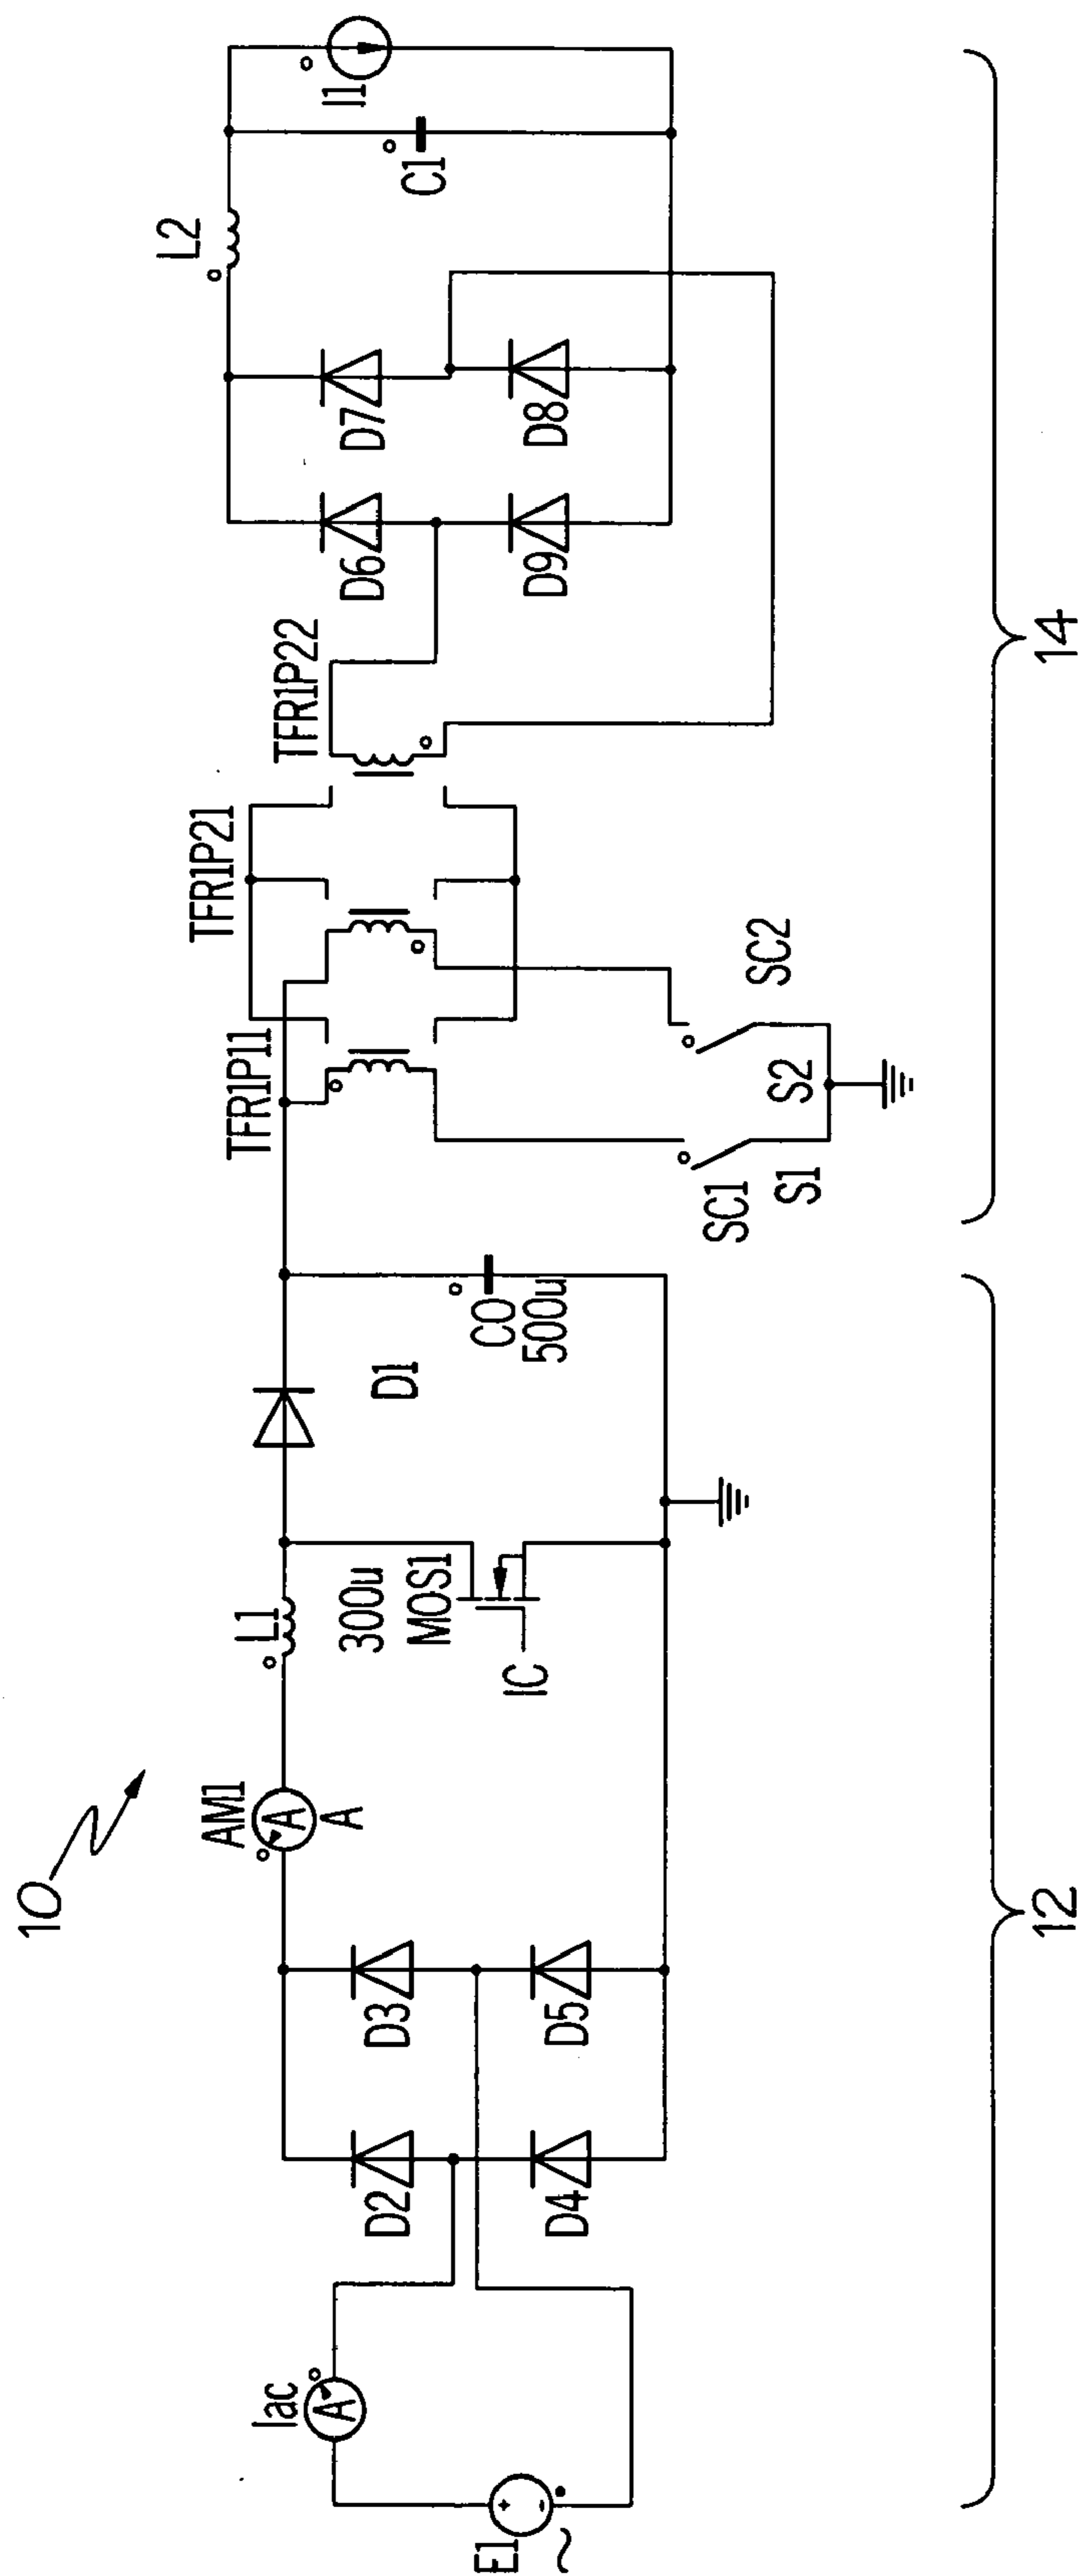 10
E1
~
Iac
A
D2
D4
D3
D5
AM1
A
A
L1
300u
MOS1
IC
D1
CO
500u
TFR1P11
TFR1P21
TFR1P22
SC1
S1
S2
SC2
D6
D9
D7
D8
L2
C1
I1
12
14